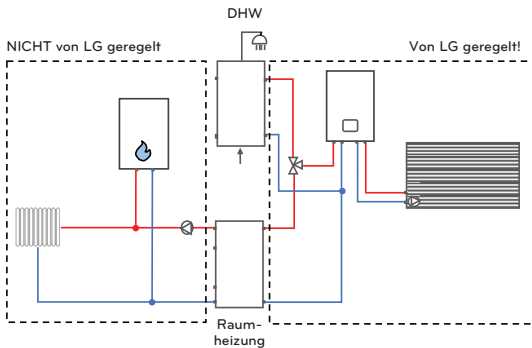 DHW
NICHT von LG geregelt
Von LG geregelt!
Raum-
heizung